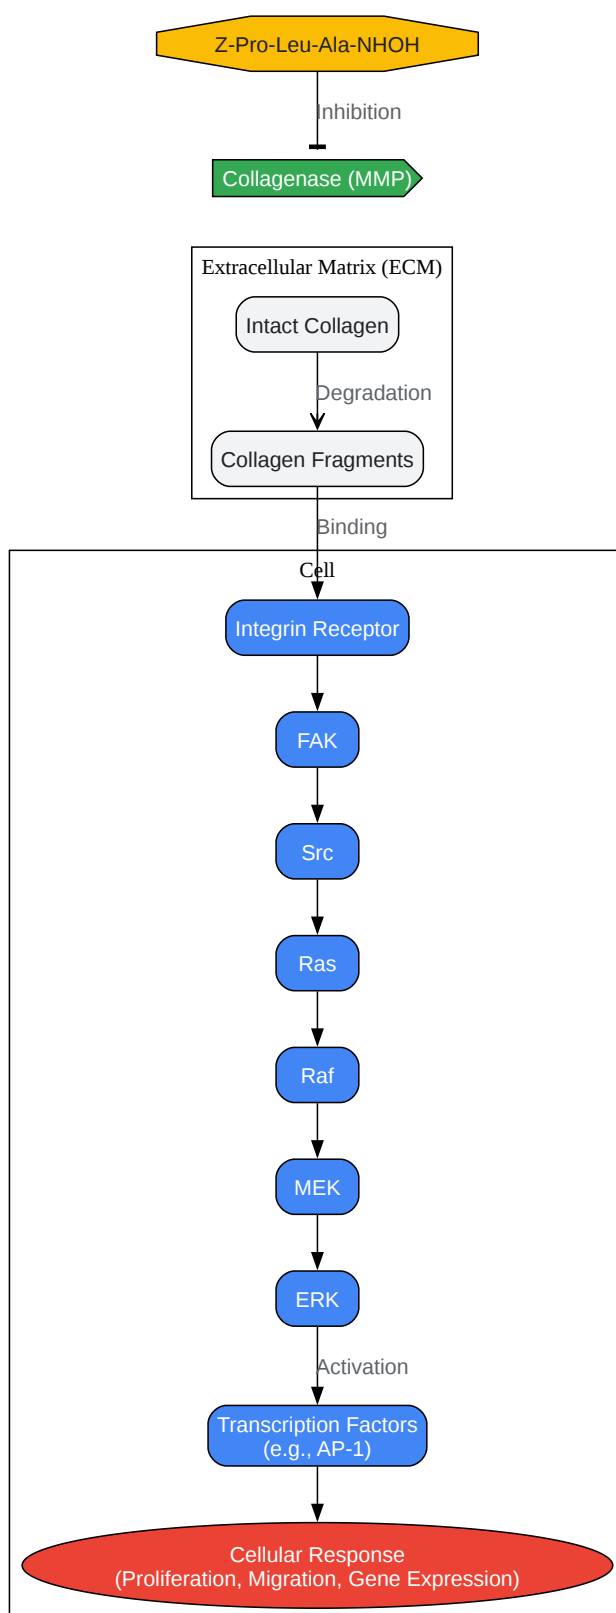 Z-Pro-Leu-Ala-NHOH
Inhibition
Collagenase (MMP)
Extracellular Matrix (ECM)
Intact Collagen
Degradation
Collagen Fragments
Binding
Cell
Integrin Receptor
FAK
Src
Ras
Raf
MEK
ERK
Activation
Transcription Factors
(e.g., AP-1)
Cellular Response
(Proliferation, Migration, Gene Expression)